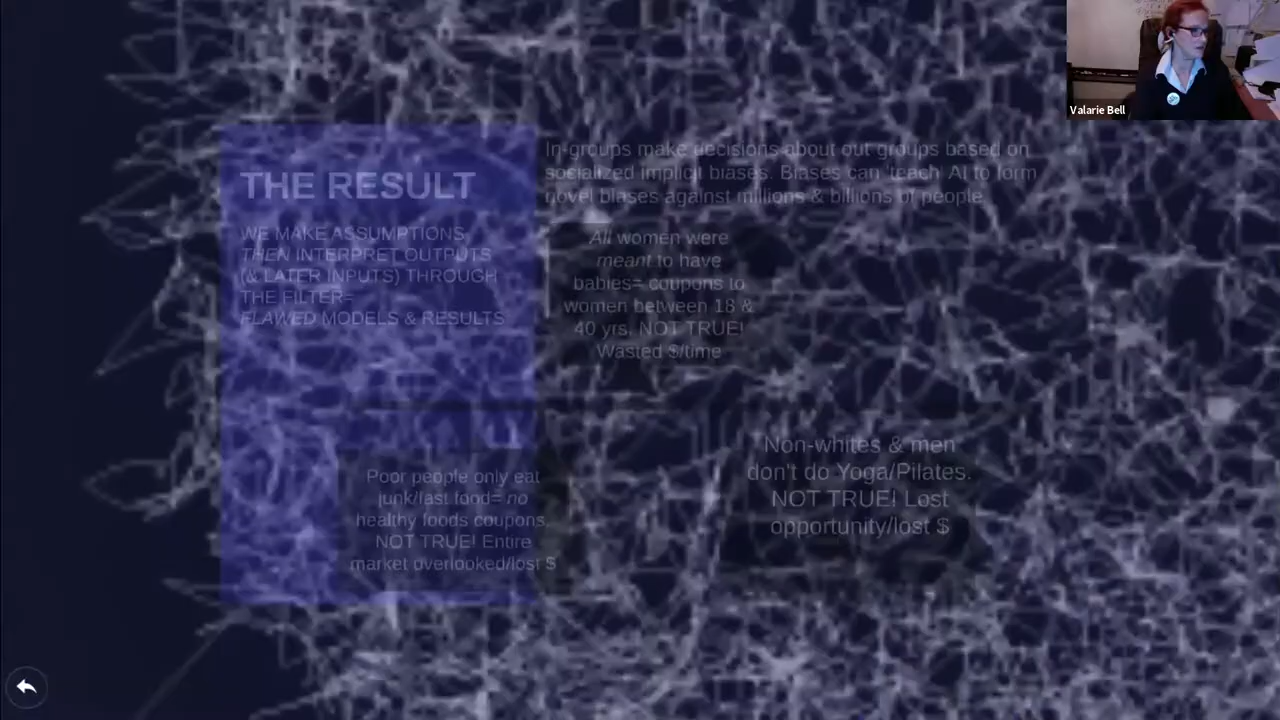 Valarie Bell
THE RESULT
WE MAKE ASSUMPTIONS
THEN INTERPRET OUTPUTS
(& LATER INPUTS) THROUGH
THE FILTER=
FLAWED MODELS & RESULTS
In-groups make decisions about out groups based on
socialized implicit biases. Biases can 'teach' AI to form
novel biases against millions & billions of people
All women were
meant to have
babies= coupons to
women between 18 &
40 yrs. NOT TRUE!
Wasted $/time
Poor people only eat
junk/fast food= no
healthy foods coupons.
NOT TRUE! Entire
market overlooked/lost $
Non-whites & men
don't do Yoga/Pilates.
NOT TRUE! Lost
opportunity/lost $